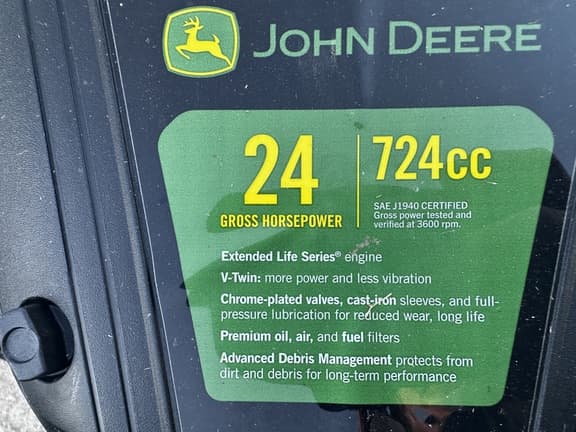 JOHN DEERE
24
GROSS HORSEPOWER
724cc
SAE J1940 CERTIFIED
Gross power tested and
verified at 3600 rpm.
Extended Life Series® engine
V-Twin: more power and less vibration
Chrome-plated valves, cast-iron sleeves, and full-
pressure lubrication for reduced wear, long life
Premium oil, air, and fuel filters
Advanced Debris Management protects from
dirt and debris for long-term performance